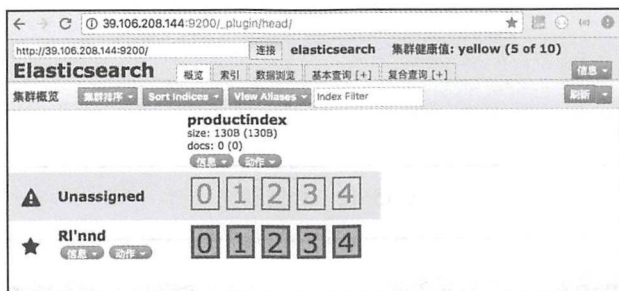 39.106.208.144:9200/_plugin/head/
http://39.106.208.144:9200/ 连接 elasticsearch 集群健康值: yellow (5 of 10)
Elasticsearch 概览 索引 数据浏览 基本查询 [+] 复合查询 [+] 信息
集群概览 集群排序 Sort Indices View Aliases Index Filter 刷新
productindex
size: 130B (130B)
docs: 0 (0)
信息 动作
Unassigned 0 1 2 3 4
Rl'nnd 0 1 2 3 4
信息 动作